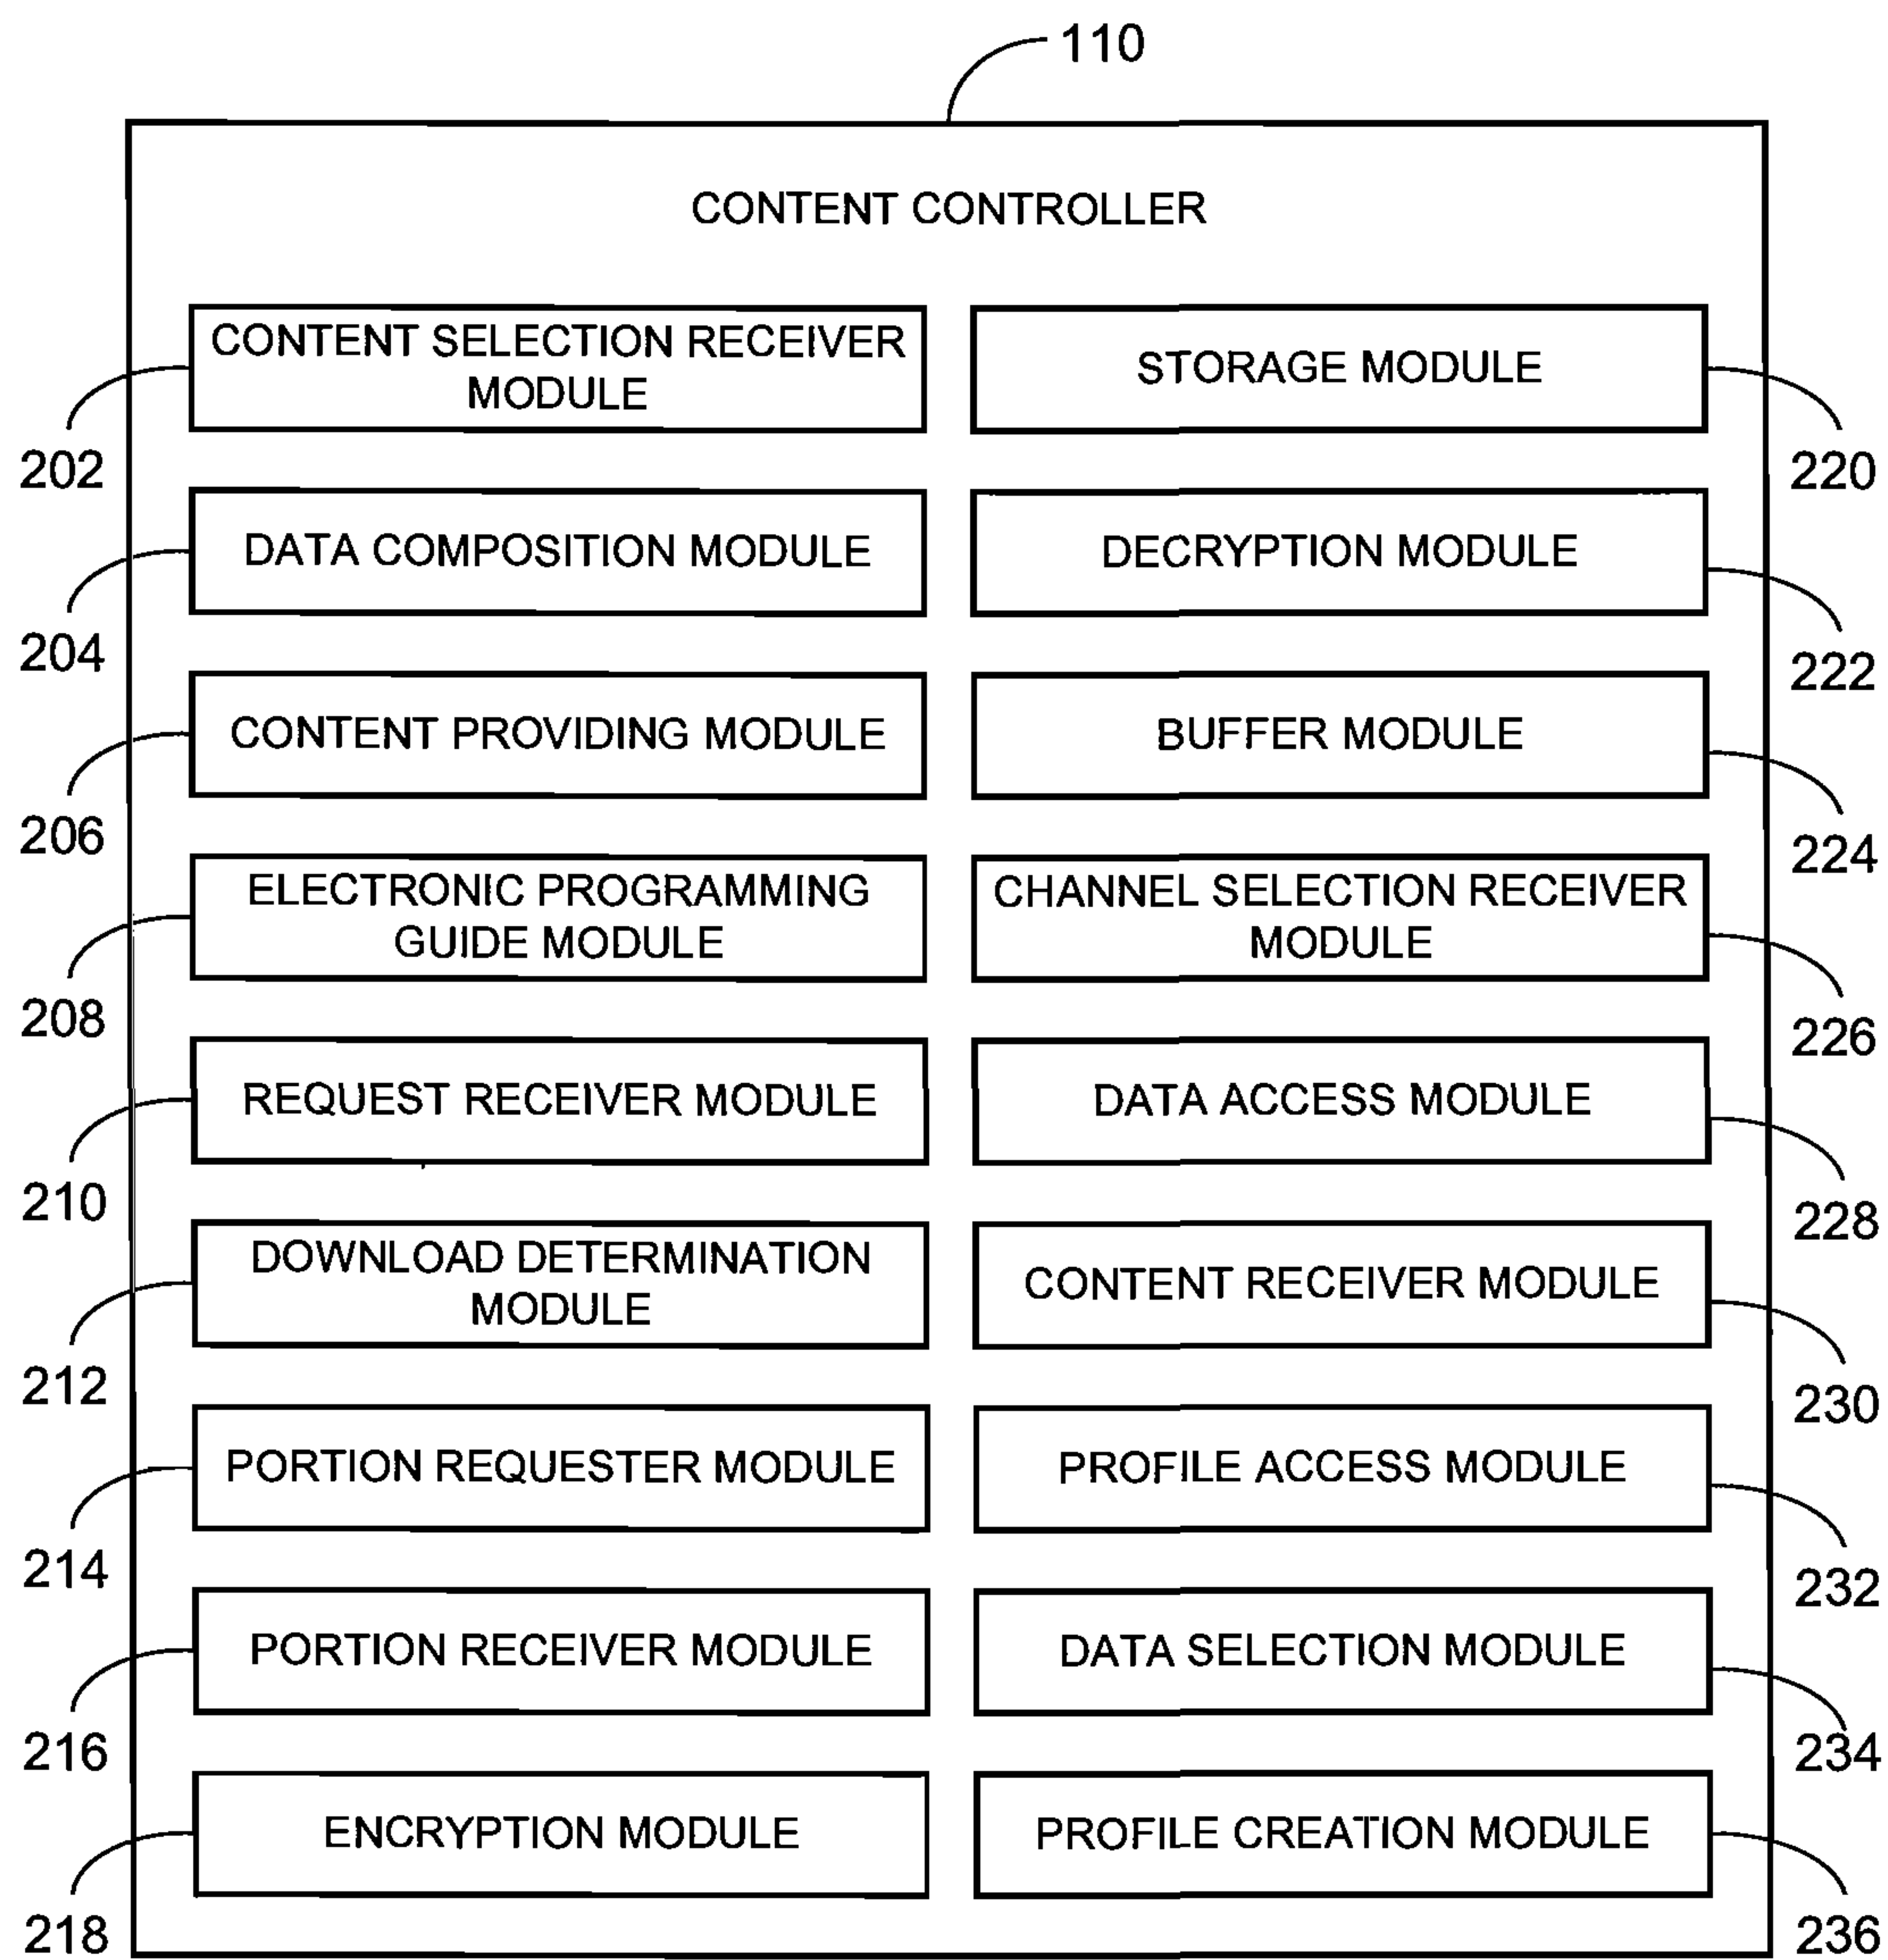 110
CONTENT CONTROLLER
CONTENT SELECTION RECEIVER
MODULE
202
STORAGE MODULE
220
DATA COMPOSITION MODULE
204
DECRYPTION MODULE
222
CONTENT PROVIDING MODULE
206
BUFFER MODULE
224
ELECTRONIC PROGRAMMING
GUIDE MODULE
208
CHANNEL SELECTION RECEIVER
MODULE
226
REQUEST RECEIVER MODULE
210
DATA ACCESS MODULE
228
DOWNLOAD DETERMINATION
MODULE
212
CONTENT RECEIVER MODULE
230
PORTION REQUESTER MODULE
214
PROFILE ACCESS MODULE
232
PORTION RECEIVER MODULE
216
DATA SELECTION MODULE
234
ENCRYPTION MODULE
218
PROFILE CREATION MODULE
236